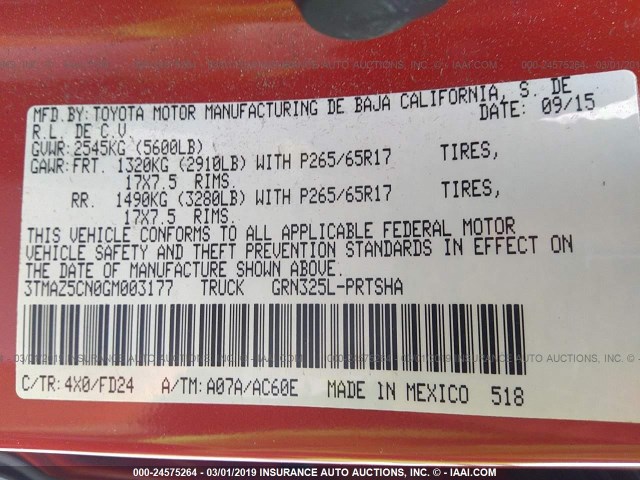 MFD.BY:TOYOTA MOTOR MANUFACTURING DE BAJA CALIFORNIA, S. DE
R.L. DE C.V. DATE: 09/15
GVWR:2545KG (5600LB)
GAWR:FRT. 1320KG (2910LB) WITH P265/65R17 TIRES,
17X7.5 RIMS.
RR. 1490KG (3280LB) WITH P265/65R17 TIRES,
17X7.5 RIMS.
THIS VEHICLE CONFORMS TO ALL APPLICABLE FEDERAL MOTOR
VEHICLE SAFETY AND THEFT PREVENTION STANDARDS IN EFFECT ON
THE DATE OF MANUFACTURE SHOWN ABOVE.
3TMAZ5CN0GM003177 TRUCK GRN325L-PRTSHA
C/TR:4X0/FD24 A/TM:A07A/AC60E MADE IN MEXICO 518
000-24575264 - 03/01/2019 INSURANCE AUTO AUCTIONS, INC. © - IAAI.COM